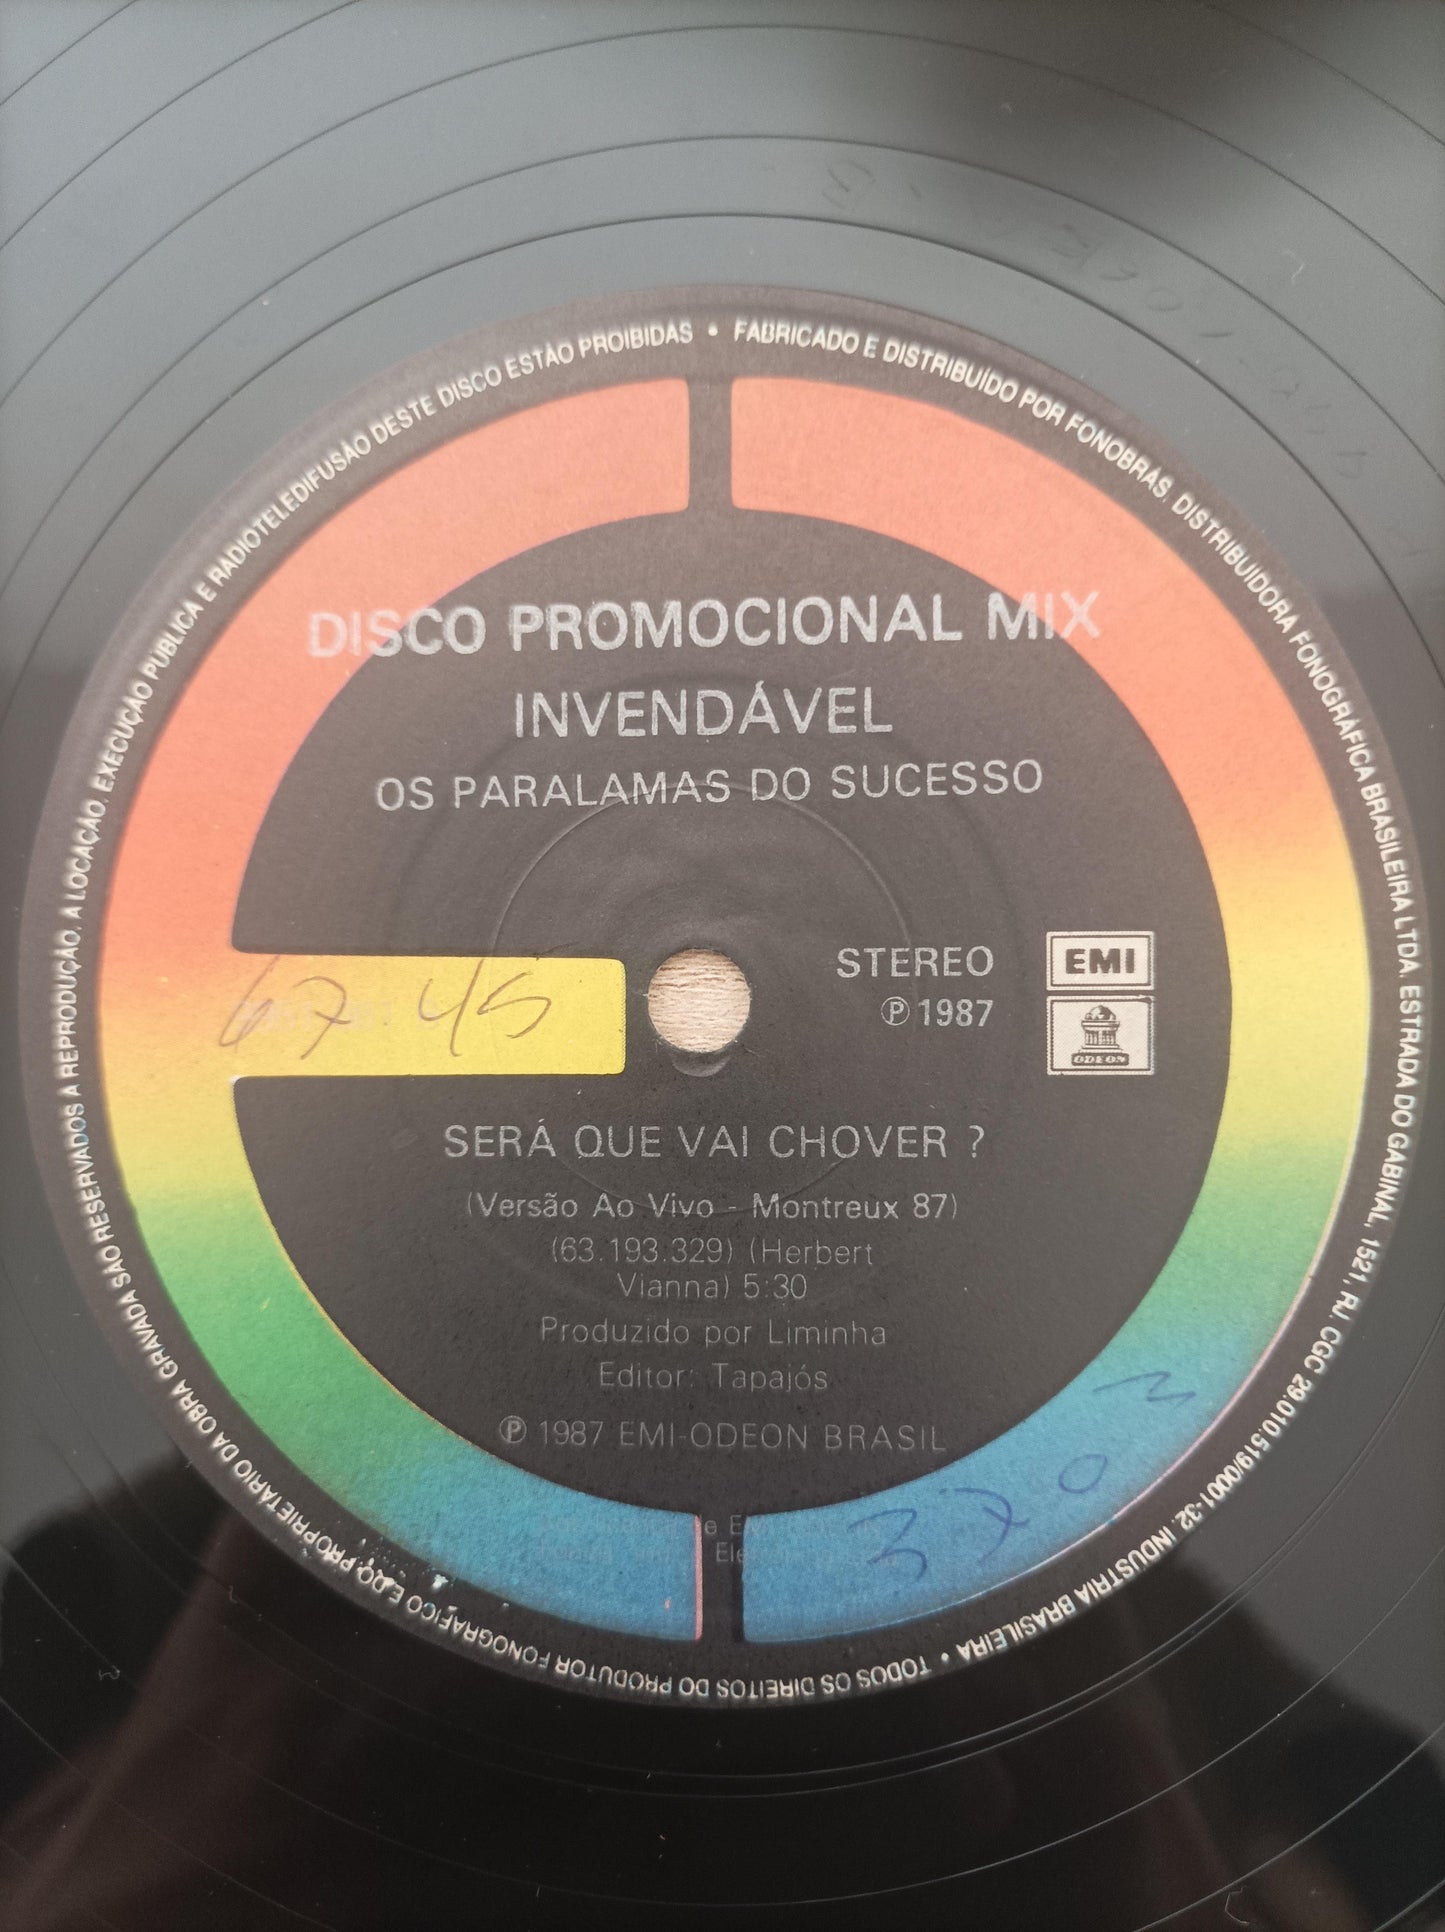 TODOS OS DIREITOS DO PRODUTOR FONOGRÁFICO E DO PROPRIETÁRIO DA OBRA GRAVADA SÃO RESERVADOS A REPRODUÇÃO, A LOCAÇÃO, EXECUÇÃO PÚBLICA E RADIOTELEDIFUSÃO DESTE DISCO ESTÃO PROIBIDAS • FABRICADO E DISTRIBUÍDO POR FONOBRAS, DISTRIBUIDORA FONOGRÁFICA BRASILEIRA LTDA. ESTRADA DO GABINAL, 1521, RJ, CGC 29.010.519/0001-32. INDÚSTRIA BRASILEIRA •
DISCO PROMOCIONAL MIX
INVENDÁVEL
OS PARALAMAS DO SUCESSO
STEREO
℗ 1987
EMI
ODEON
67 45
SERÁ QUE VAI CHOVER ?
(Versão Ao Vivo - Montreux 87)
(63.193.329) (Herbert
Vianna) 5:30
Produzido por Liminha
Editor: Tapajós
℗ 1987 EMI-ODEON BRASIL